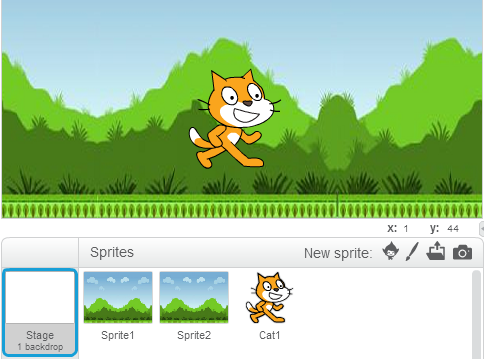 x: 1 y: 44
Sprites New sprite:
Stage
1 backdrop
Sprite1 Sprite2 Cat1